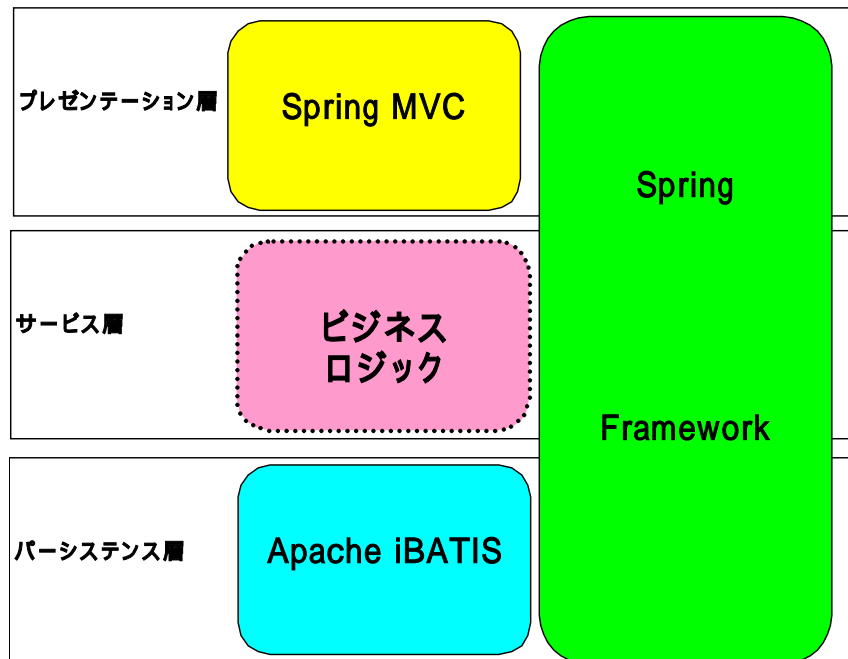 プレゼンテーション層
Spring MVC
Spring
サービス層
ビジネス
ロジック
Framework
パーシステンス層
Apache iBATIS